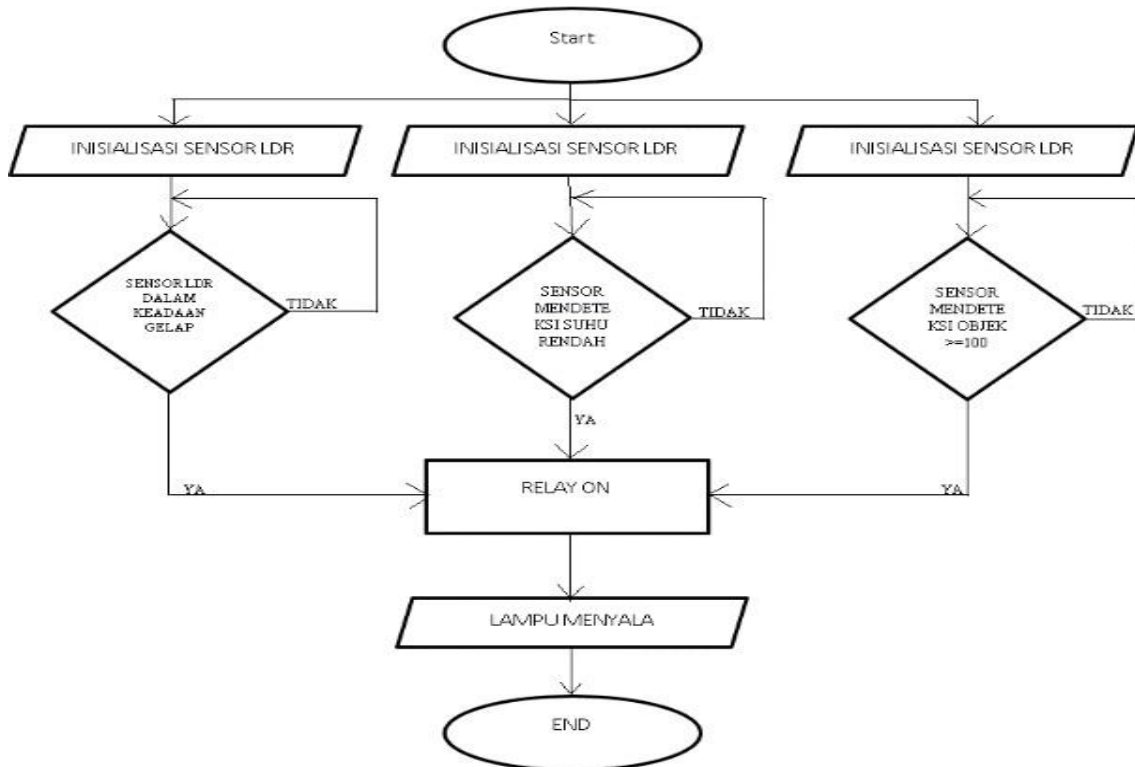 Start
INISIALISASI SENSOR LDR
INISIALISASI SENSOR LDR
INISIALISASI SENSOR LDR
SENSOR LDR
DALAM
KEADAAN
GELAP
TIDAK
SENSOR
MENDETE
KSI SUHU
RENDAH
TIDAK
SENSOR
MENDETE
KSI OBJEK
>=100
TIDAK
YA
YA
YA
RELAY ON
LAMPU MENYALA
END